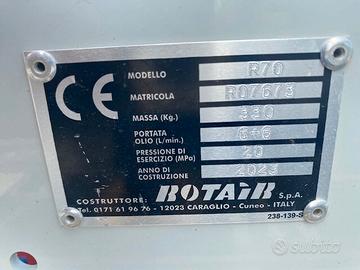 CE
MODELLO R70
MATRICOLA R07673
MASSA (Kg.) 330
PORTATA OLIO (L/min.) 6+6
PRESSIONE DI ESERCIZIO (MPa) 20
ANNO DI COSTRUZIONE 2023
COSTRUTTORE: ROTAIR S.p.A.
Tel. 0171 61 96 76 - 12023 CARAGLIO - Cuneo - ITALY
238-139-S
subito